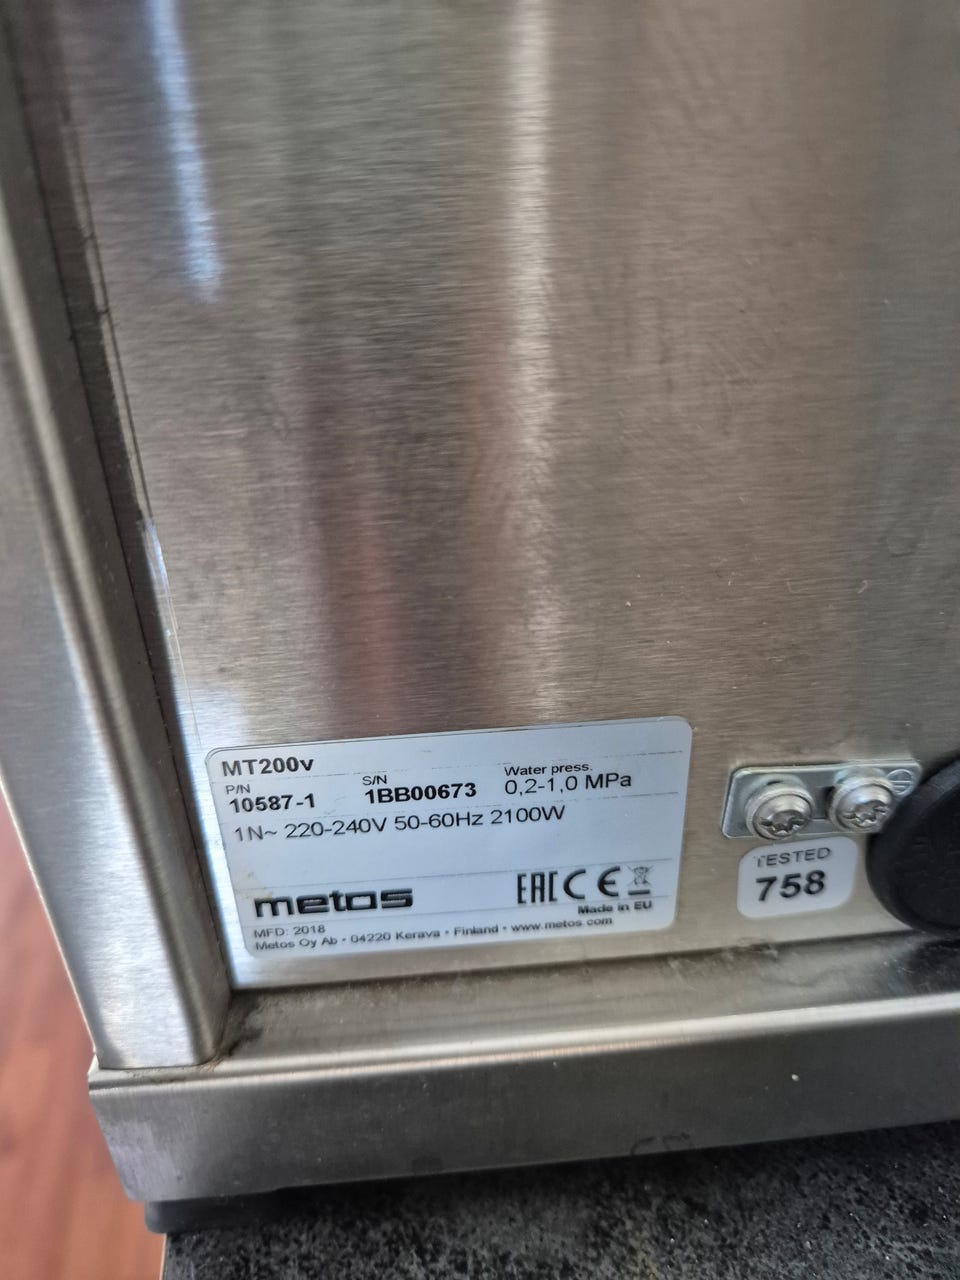 MT200v
P/N S/N Water press.
10587-1 1BB00673 0,2-1,0 MPa
1N~ 220-240V 50-60Hz 2100W
metos EAC CE
Made in EU
MFD: 2018
Metos Oy Ab • 04220 Kerava • Finland • www.metos.com
TESTED
758